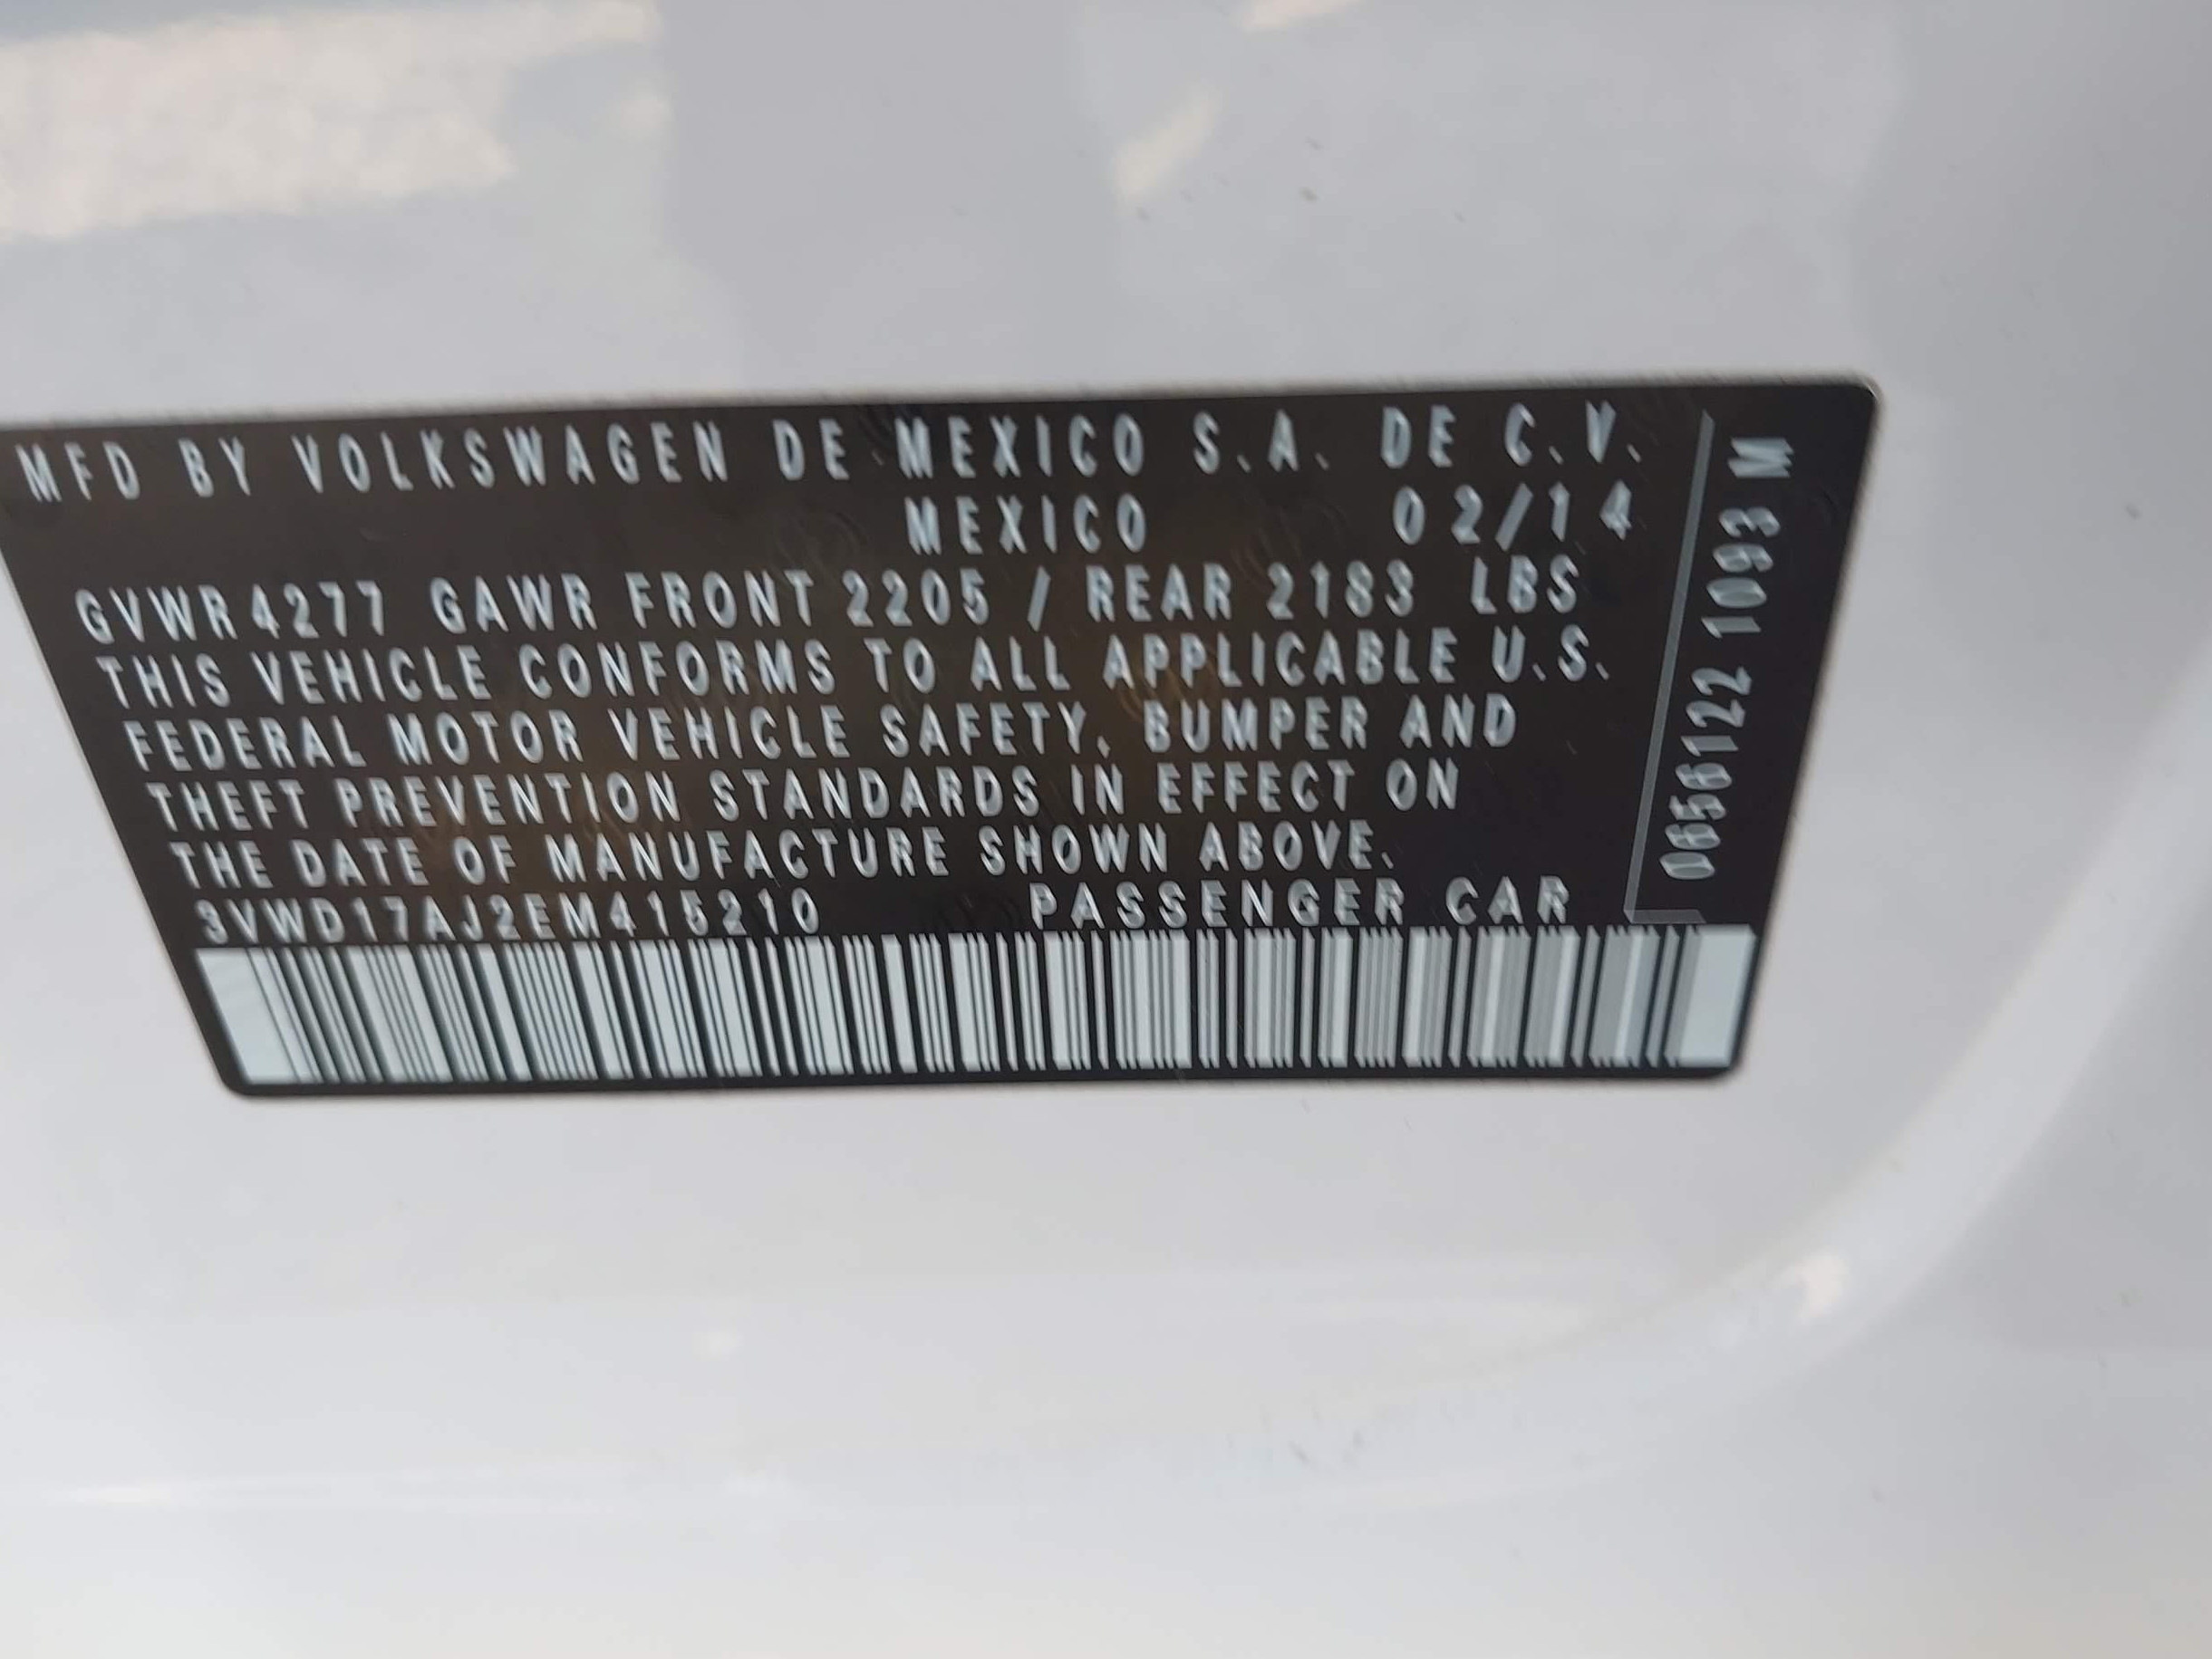 MFD BY VOLKSWAGEN DE MEXICO S.A. DE C.V.
MEXICO 02/14
GVWR 4277 GAWR FRONT 2205 / REAR 2183 LBS
THIS VEHICLE CONFORMS TO ALL APPLICABLE U.S.
FEDERAL MOTOR VEHICLE SAFETY, BUMPER AND
THEFT PREVENTION STANDARDS IN EFFECT ON
THE DATE OF MANUFACTURE SHOWN ABOVE.
3VWD17AJ2EM415210 PASSENGER CAR
0656122 1093 M